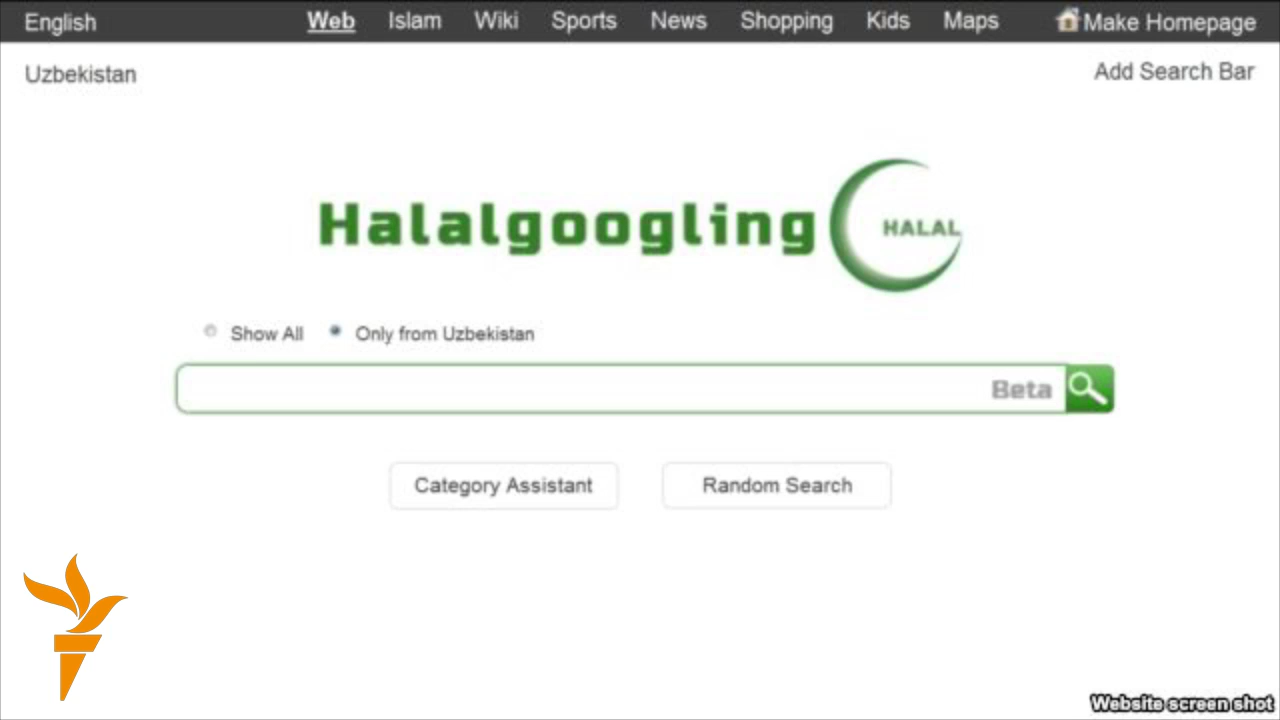 English Web Islam Wiki Sports News Shopping Kids Maps Make Homepage
Uzbekistan Add Search Bar
Halalgoogling HALAL
Show All Only from Uzbekistan
Beta
Category Assistant Random Search
Website screen shot